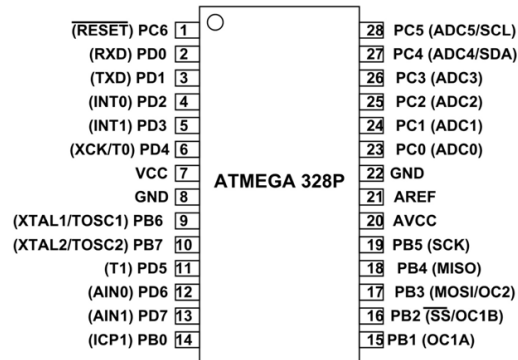 (RESET) PC6 1
(RXD) PD0 2
(TXD) PD1 3
(INT0) PD2 4
(INT1) PD3 5
(XCK/T0) PD4 6
VCC 7
GND 8
(XTAL1/TOSC1) PB6 9
(XTAL2/TOSC2) PB7 10
(T1) PD5 11
(AIN0) PD6 12
(AIN1) PD7 13
(ICP1) PB0 14
ATMEGA 328P
28 PC5 (ADC5/SCL)
27 PC4 (ADC4/SDA)
26 PC3 (ADC3)
25 PC2 (ADC2)
24 PC1 (ADC1)
23 PC0 (ADC0)
22 GND
21 AREF
20 AVCC
19 PB5 (SCK)
18 PB4 (MISO)
17 PB3 (MOSI/OC2)
16 PB2 (SS/OC1B)
15 PB1 (OC1A)